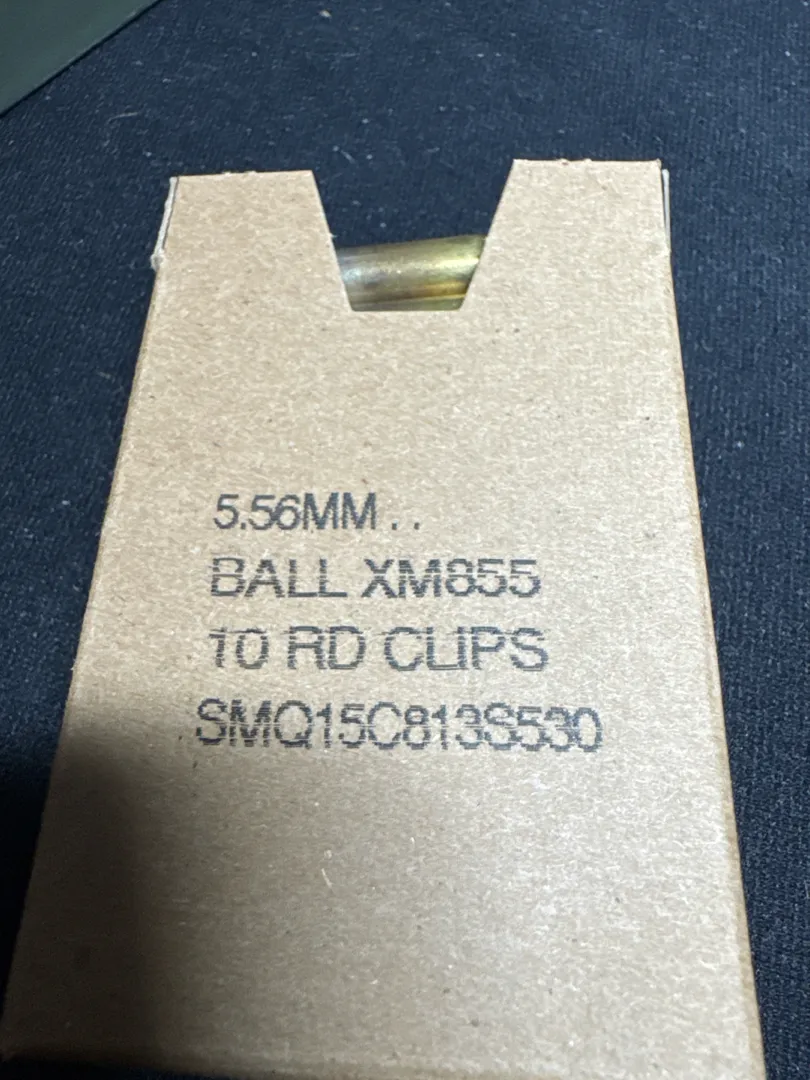 5.56MM . .
BALL XM855
10 RD CLIPS
SMQ15C813S530